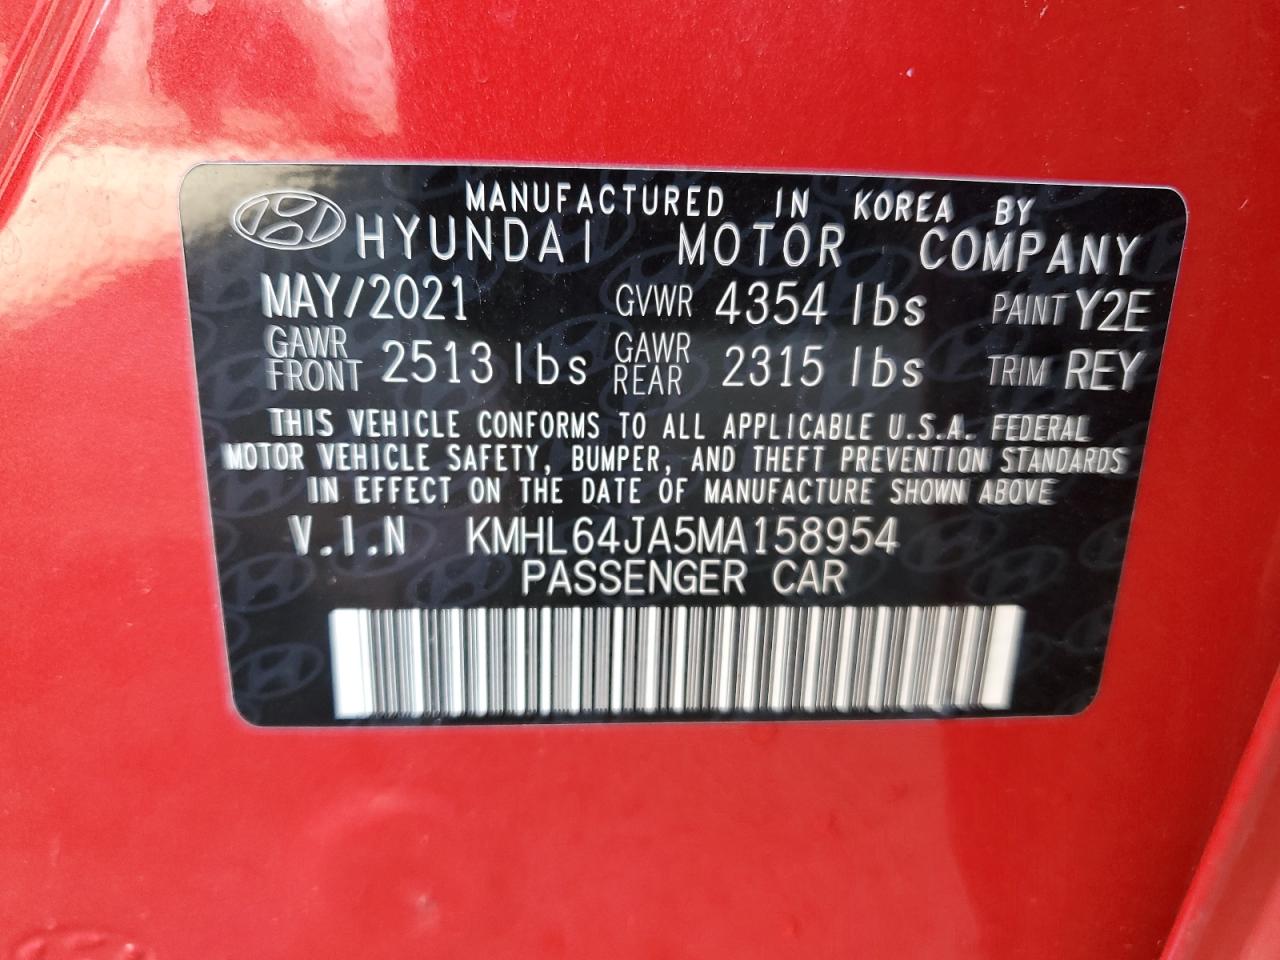 MANUFACTURED IN KOREA BY
HYUNDAI MOTOR COMPANY
MAY/2021 GVWR 4354 lbs PAINT Y2E
GAWR FRONT 2513 lbs GAWR REAR 2315 lbs TRIM REY
THIS VEHICLE CONFORMS TO ALL APPLICABLE U.S.A. FEDERAL
MOTOR VEHICLE SAFETY, BUMPER, AND THEFT PREVENTION STANDARDS
IN EFFECT ON THE DATE OF MANUFACTURE SHOWN ABOVE
V.I.N KMHL64JA5MA158954
PASSENGER CAR